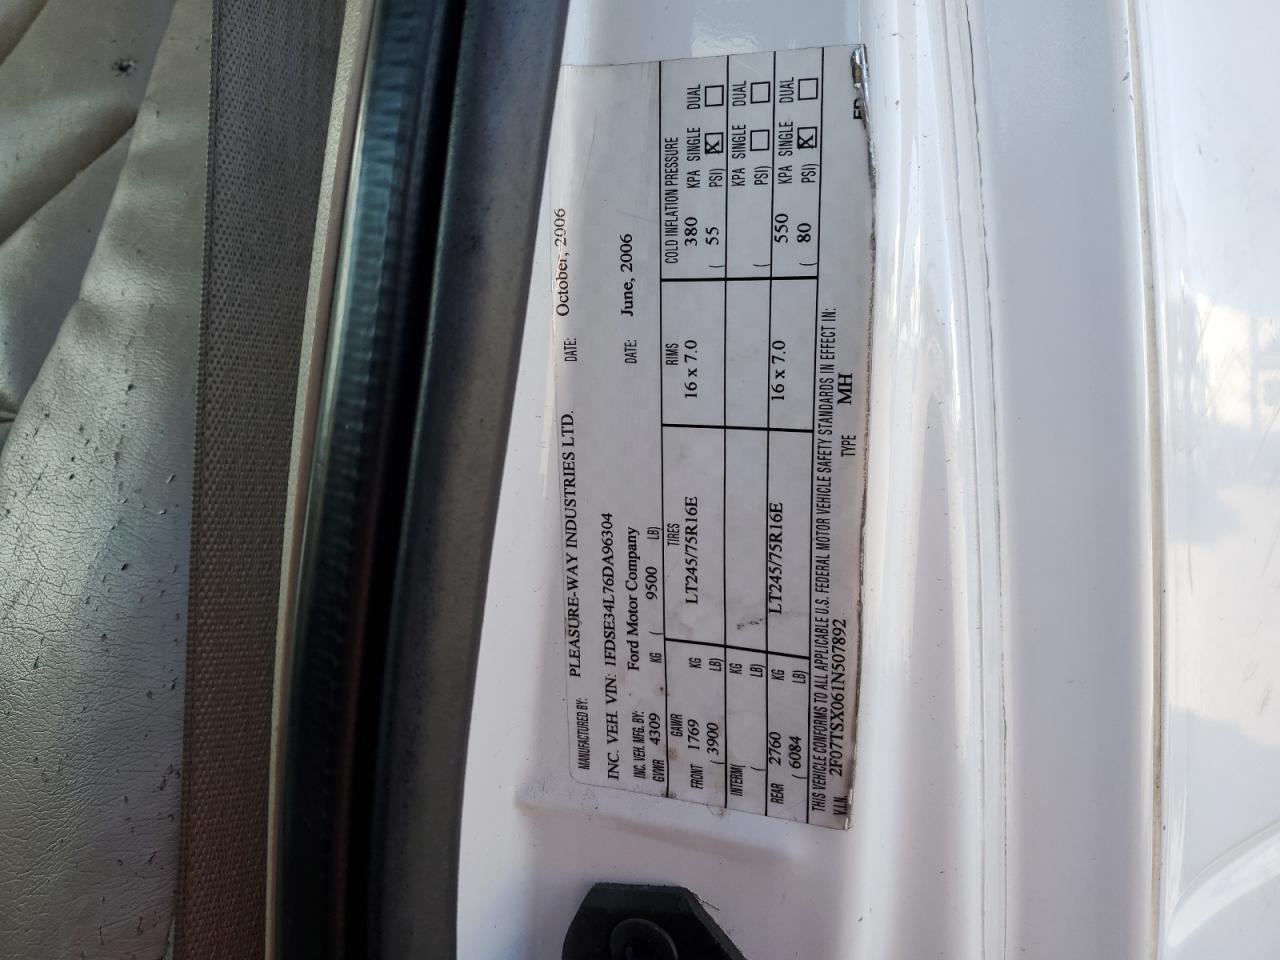 MANUFACTURED BY: PLEASURE-WAY INDUSTRIES LTD. DATE: October, 2006
INC. VEH. VIN: 1FDSE34L76DA96304
INC. VEH. MFG. BY: Ford Motor Company DATE: June, 2006
GVWR 4309 KG ( 9500 LB)
GAWR TIRES RIMS COLD INFLATION PRESSURE
FRONT 1769 KG LT245/75R16E 16 x 7.0 380 KPA SINGLE DUAL
( 3900 LB) ( 55 PSI) X
INTERM( KG KPA SINGLE DUAL
( LB) ( PSI)
REAR 2760 KG LT245/75R16E 16 x 7.0 550 KPA SINGLE DUAL
( 6084 LB) ( 80 PSI) X
THIS VEHICLE CONFORMS TO ALL APPLICABLE U.S. FEDERAL MOTOR VEHICLE SAFETY STANDARDS IN EFFECT IN:
V.I.N. 2F07TSX061N507892 TYPE MH